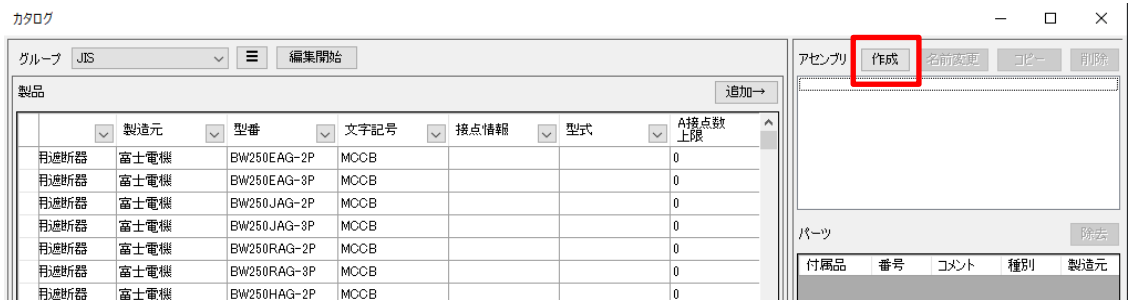 カタログ
グループ JIS 編集開始
製品 追加→
製造元 型番 文字記号 接点情報 型式 A接点数上限
用遮断器 富士電機 BW250EAG-2P MCCB 0
用遮断器 富士電機 BW250EAG-3P MCCB 0
用遮断器 富士電機 BW250JAG-2P MCCB 0
用遮断器 富士電機 BW250JAG-3P MCCB 0
用遮断器 富士電機 BW250RAG-2P MCCB 0
用遮断器 富士電機 BW250RAG-3P MCCB 0
用遮断器 富士電機 BW250HAG-2P MCCB 0
アセンブリ 作成 名前変更 コピー 削除
パーツ 除去
付属品 番号 コメント 種別 製造元